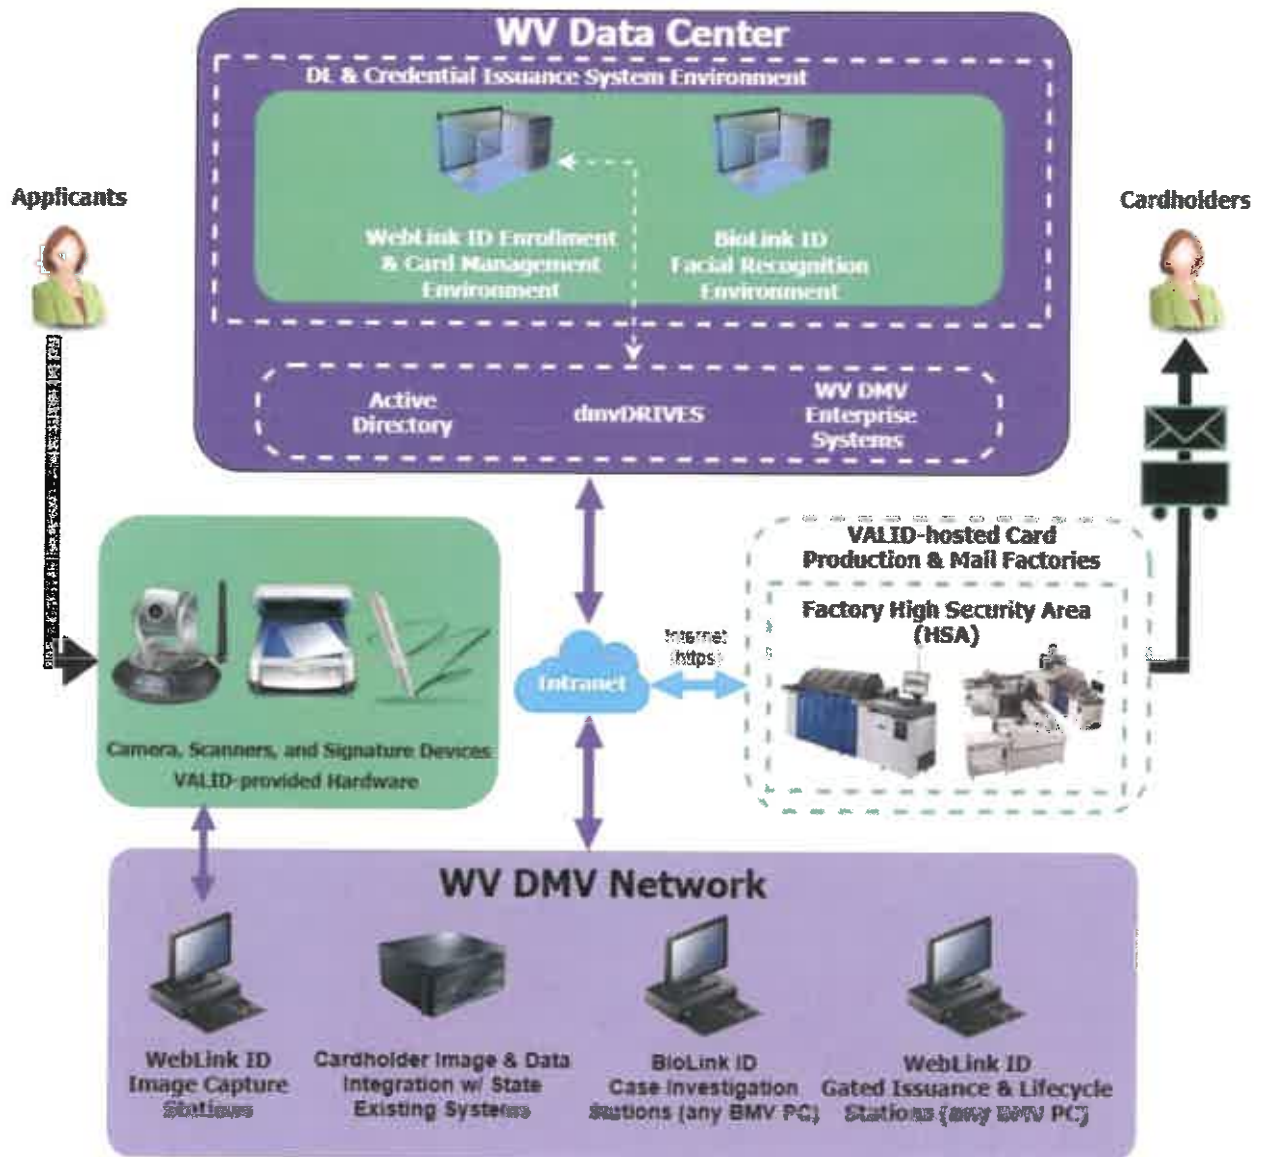 WV Data Center
DL & Credential Issuance System Environment
WebLink ID Enrollment
& Card Management
Environment
BioLink ID
Facial Recognition
Environment
Applicants
Cardholders
Active
Directory
dmvDRIVES
WV DMV
Enterprise
Systems
VALID-hosted Card
Production & Mail Factories
Factory High Security Area
(HSA)
Internet
(https)
Intranet
Camera, Scanners, and Signature Devices
VALID-provided Hardware
WV DMV Network
WebLink ID
Image Capture
Stations
Cardholder Image & Data
Integration w/ State
Existing Systems
BioLink ID
Case Investigation
Stations (any BMV PC)
WebLink ID
Gated Issuance & Lifecycle
Stations (any BMV PC)